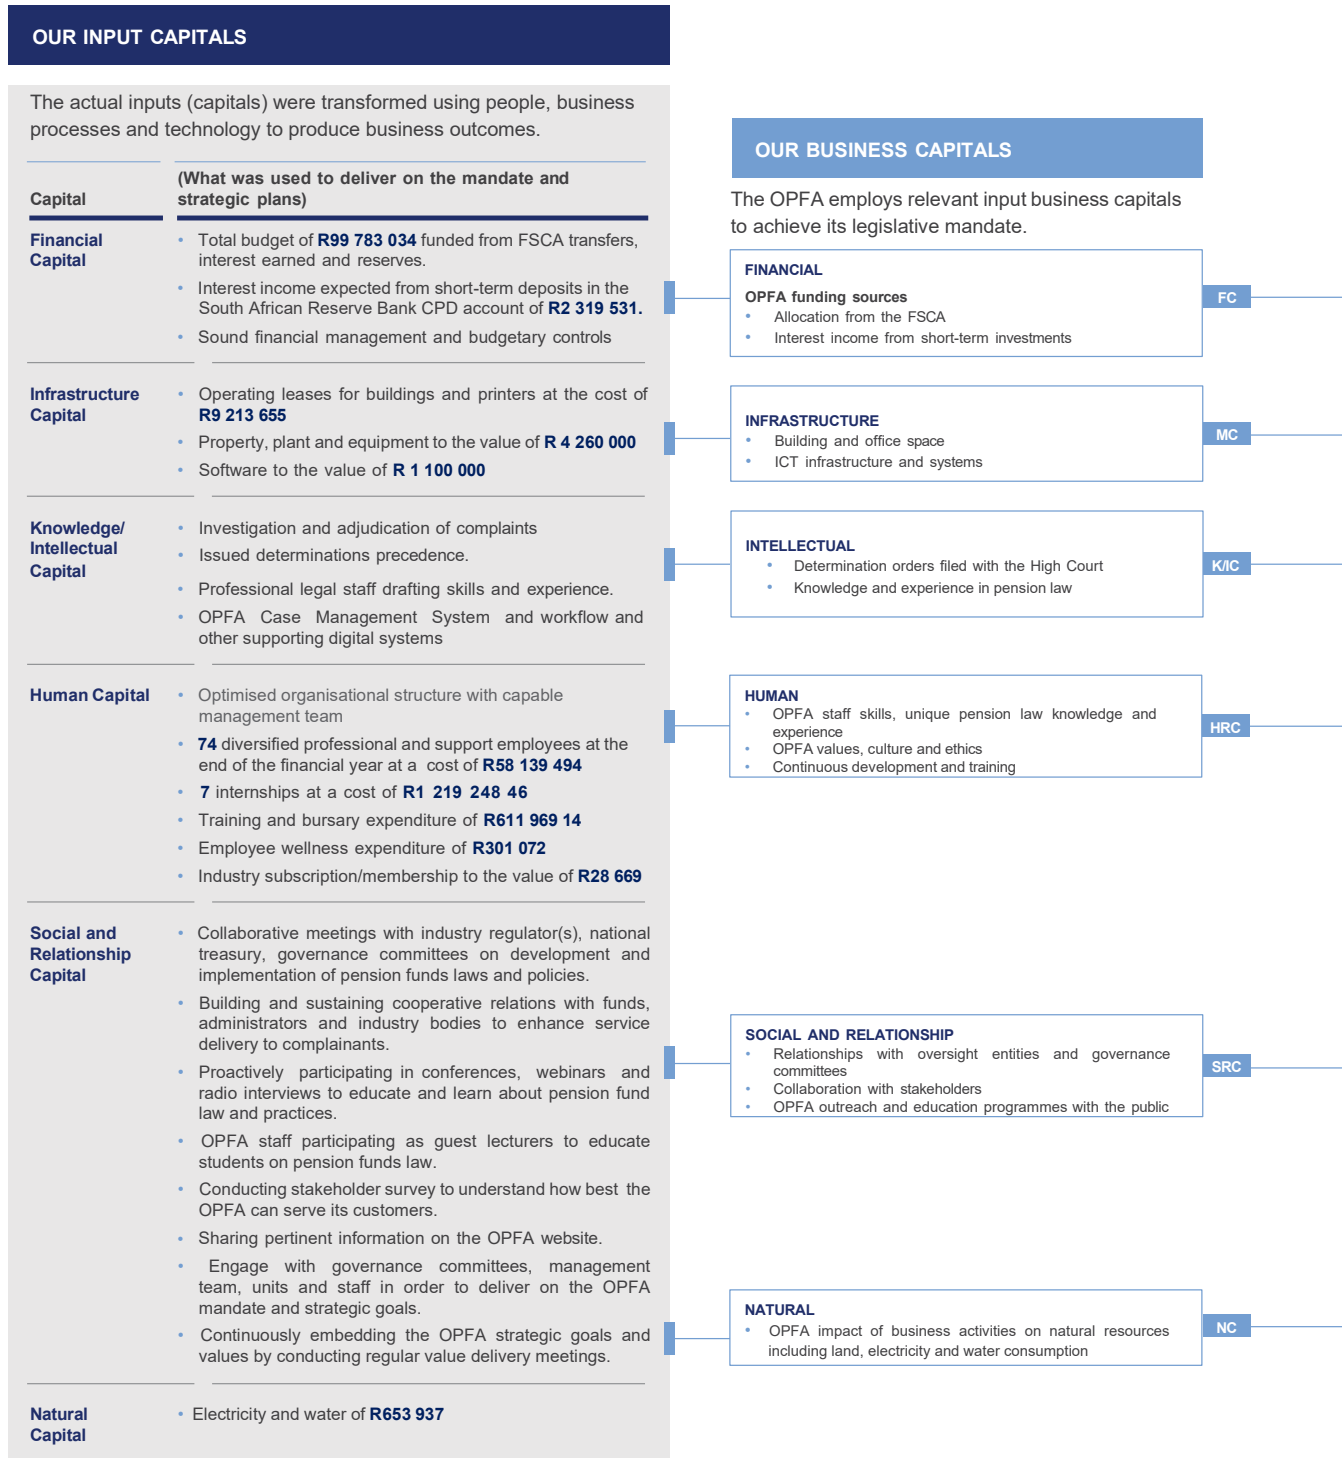 OUR INPUT CAPITALS
The actual inputs (capitals) were transformed using people, business
processes and technology to produce business outcomes.
Capital
(What was used to deliver on the mandate and
strategic plans)
Financial
Capital
• Total budget of R99 783 034 funded from FSCA transfers,
interest earned and reserves.
• Interest income expected from short-term deposits in the
South African Reserve Bank CPD account of R2 319 531.
• Sound financial management and budgetary controls
Infrastructure
Capital
• Operating leases for buildings and printers at the cost of
R9 213 655
• Property, plant and equipment to the value of R 4 260 000
• Software to the value of R 1 100 000
Knowledge/
Intellectual
Capital
• Investigation and adjudication of complaints
• Issued determinations precedence.
• Professional legal staff drafting skills and experience.
• OPFA Case Management System and workflow and
other supporting digital systems
Human Capital
• Optimised organisational structure with capable
management team
• 74 diversified professional and support employees at the
end of the financial year at a cost of R58 139 494
• 7 internships at a cost of R1 219 248 46
• Training and bursary expenditure of R611 969 14
• Employee wellness expenditure of R301 072
• Industry subscription/membership to the value of R28 669
Social and
Relationship
Capital
• Collaborative meetings with industry regulator(s), national
treasury, governance committees on development and
implementation of pension funds laws and policies.
• Building and sustaining cooperative relations with funds,
administrators and industry bodies to enhance service
delivery to complainants.
• Proactively participating in conferences, webinars and
radio interviews to educate and learn about pension fund
law and practices.
• OPFA staff participating as guest lecturers to educate
students on pension funds law.
• Conducting stakeholder survey to understand how best the
OPFA can serve its customers.
• Sharing pertinent information on the OPFA website.
• Engage with governance committees, management
team, units and staff in order to deliver on the OPFA
mandate and strategic goals.
• Continuously embedding the OPFA strategic goals and
values by conducting regular value delivery meetings.
Natural
Capital
• Electricity and water of R653 937
OUR BUSINESS CAPITALS
The OPFA employs relevant input business capitals
to achieve its legislative mandate.
FINANCIAL
OPFA funding sources
• Allocation from the FSCA
• Interest income from short-term investments
FC
INFRASTRUCTURE
• Building and office space
• ICT infrastructure and systems
MC
INTELLECTUAL
• Determination orders filed with the High Court
• Knowledge and experience in pension law
K/IC
HUMAN
• OPFA staff skills, unique pension law knowledge and
experience
• OPFA values, culture and ethics
• Continuous development and training
HRC
SOCIAL AND RELATIONSHIP
• Relationships with oversight entities and governance
committees
• Collaboration with stakeholders
• OPFA outreach and education programmes with the public
SRC
NATURAL
• OPFA impact of business activities on natural resources
including land, electricity and water consumption
NC